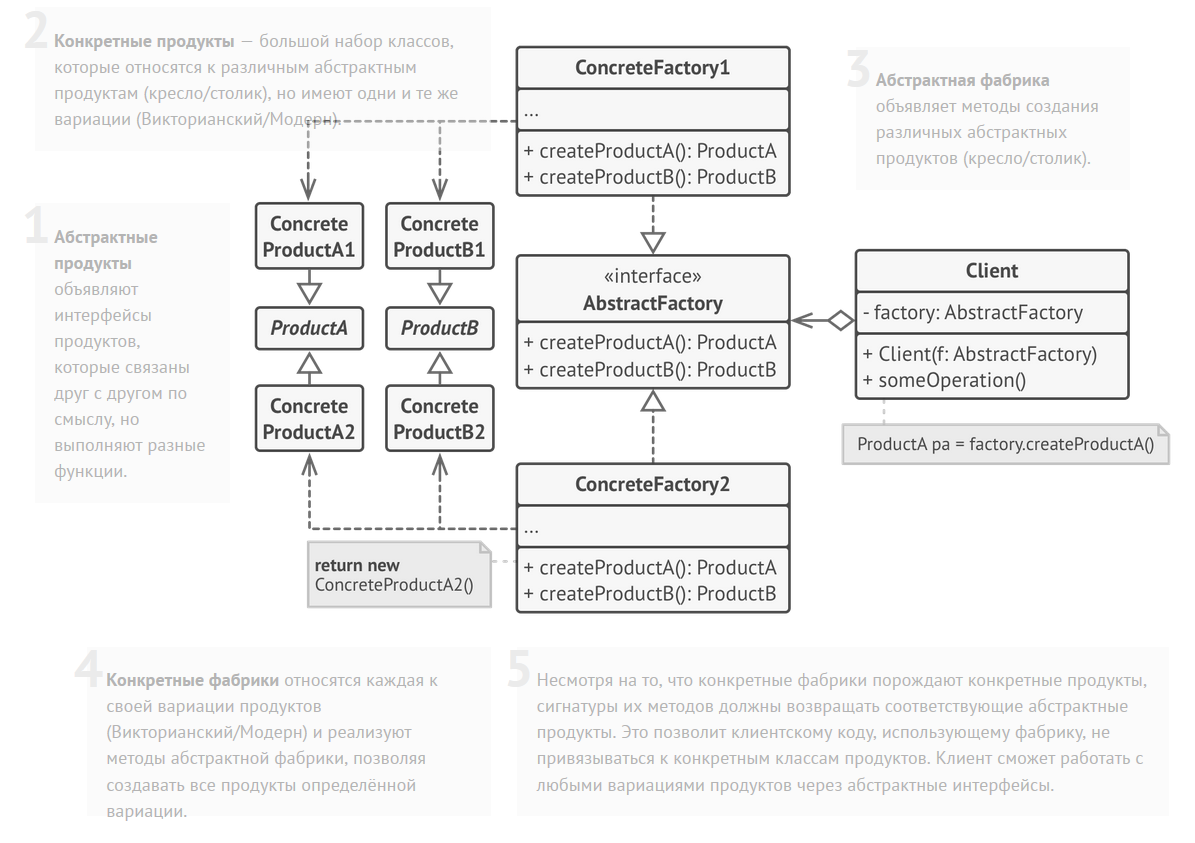 2
Конкретные продукты — большой набор классов,
которые относятся к различным абстрактным
продуктам (кресло/столик), но имеют одни и те же
вариации (Викторианский/Модерн).
ConcreteFactory1
...
+ createProductA(): ProductA
+ createProductB(): ProductB
3
Абстрактная фабрика
объявляет методы создания
различных абстрактных
продуктов (кресло/столик).
1
Абстрактные
продукты
объявляют
интерфейсы
продуктов,
которые связаны
друг с другом по
смыслу, но
выполняют разные
функции.
Concrete
ProductA1
Concrete
ProductB1
ProductA
ProductB
Concrete
ProductA2
Concrete
ProductB2
«interface»
AbstractFactory
+ createProductA(): ProductA
+ createProductB(): ProductB
Client
- factory: AbstractFactory
+ Client(f: AbstractFactory)
+ someOperation()
ProductA pa = factory.createProductA()
ConcreteFactory2
...
+ createProductA(): ProductA
+ createProductB(): ProductB
return new
ConcreteProductA2()
4
Конкретные фабрики относятся каждая к
своей вариации продуктов
(Викторианский/Модерн) и реализуют
методы абстрактной фабрики, позволяя
создавать все продукты определённой
вариации.
5
Несмотря на то, что конкретные фабрики порождают конкретные продукты,
сигнатуры их методов должны возвращать соответствующие абстрактные
продукты. Это позволит клиентскому коду, использующему фабрику, не
привязываться к конкретным классам продуктов. Клиент сможет работать с
любыми вариациями продуктов через абстрактные интерфейсы.